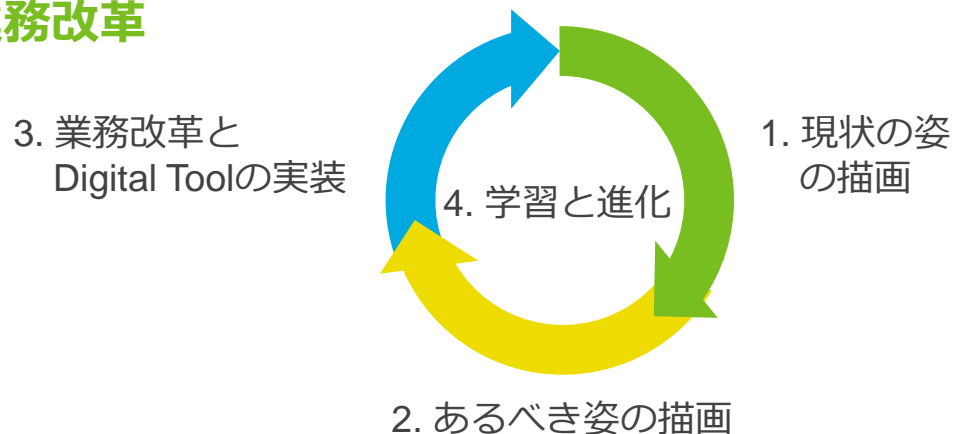 務改革
1. 現状の姿
の描画
2. あるべき姿の描画
3. 業務改革と
Digital Toolの実装
4. 学習と進化